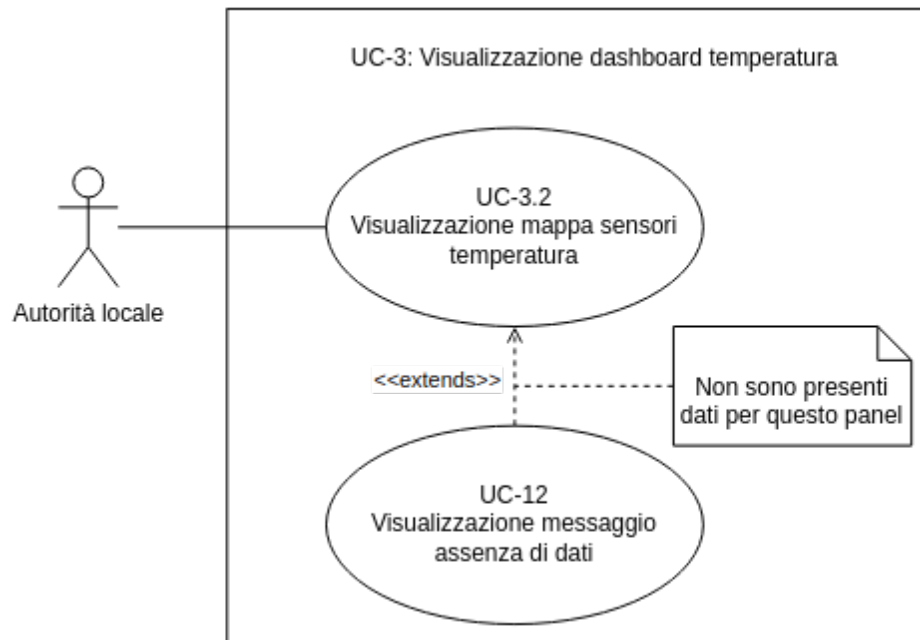 UC-3: Visualizzazione dashboard temperatura
UC-3.2
Visualizzazione mappa sensori
temperatura
Autorità locale
<<extends>>
Non sono presenti
dati per questo panel
UC-12
Visualizzazione messaggio
assenza di dati